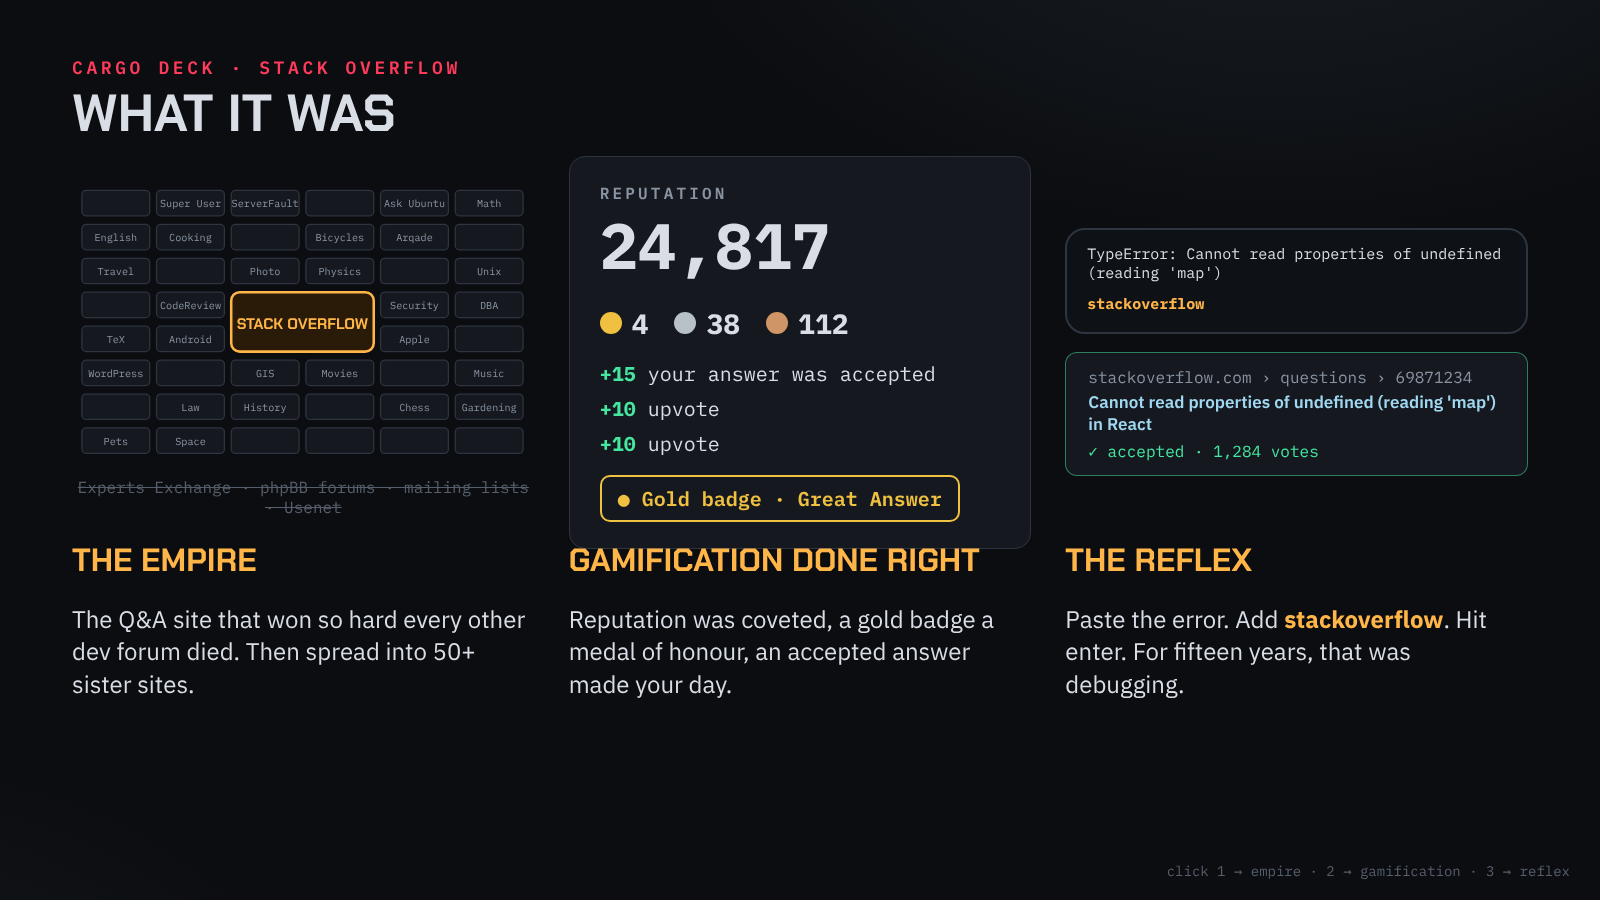 CARGO DECK · STACK OVERFLOW
WHAT IT WAS
Super User ServerFault Ask Ubuntu Math
English Cooking Bicycles Arqade
Travel Photo Physics Unix
CodeReview Security DBA
STACK OVERFLOW
TeX Android Apple
WordPress GIS Movies Music
Law History Chess Gardening
Pets Space
Experts Exchange · phpBB forums · mailing lists
· Usenet
THE EMPIRE
The Q&A site that won so hard every other
dev forum died. Then spread into 50+
sister sites.
REPUTATION
24,817
4 38 112
+15 your answer was accepted
+10 upvote
+10 upvote
● Gold badge · Great Answer
GAMIFICATION DONE RIGHT
Reputation was coveted, a gold badge a
medal of honour, an accepted answer
made your day.
TypeError: Cannot read properties of undefined
(reading 'map')
stackoverflow
stackoverflow.com › questions › 69871234
Cannot read properties of undefined (reading 'map')
in React
✓ accepted · 1,284 votes
THE REFLEX
Paste the error. Add stackoverflow. Hit
enter. For fifteen years, that was
debugging.
click 1 → empire · 2 → gamification · 3 → reflex